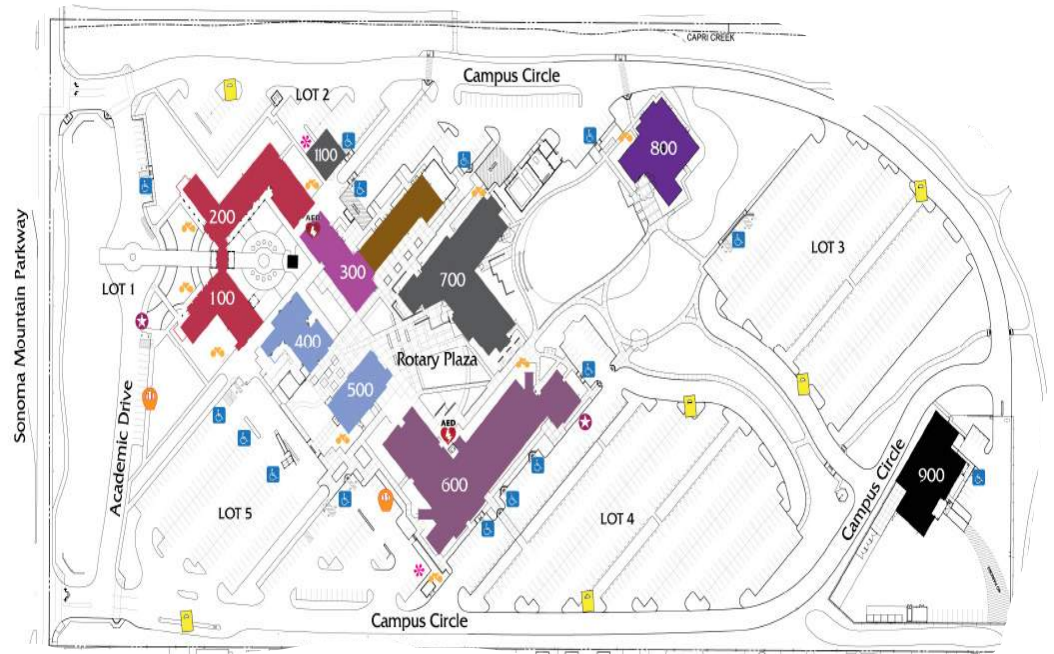 CAPRI CREEK
Campus Circle
LOT 2
1100
800
200
AED
LOT 3
300
700
LOT 1
100
400
Rotary Plaza
500
Sonoma Mountain Parkway
Academic Drive
AED
600
900
Campus Circle
LOT 5
LOT 4
Campus Circle